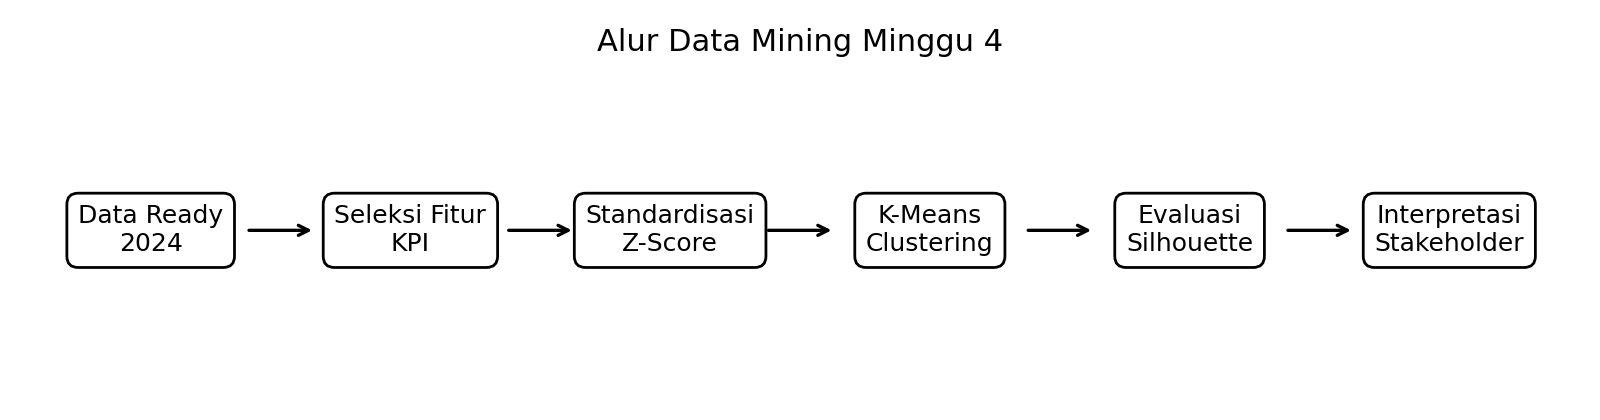 Alur Data Mining Minggu 4
Data Ready
2024
Seleksi Fitur
KPI
Standardisasi
Z-Score
K-Means
Clustering
Evaluasi
Silhouette
Interpretasi
Stakeholder